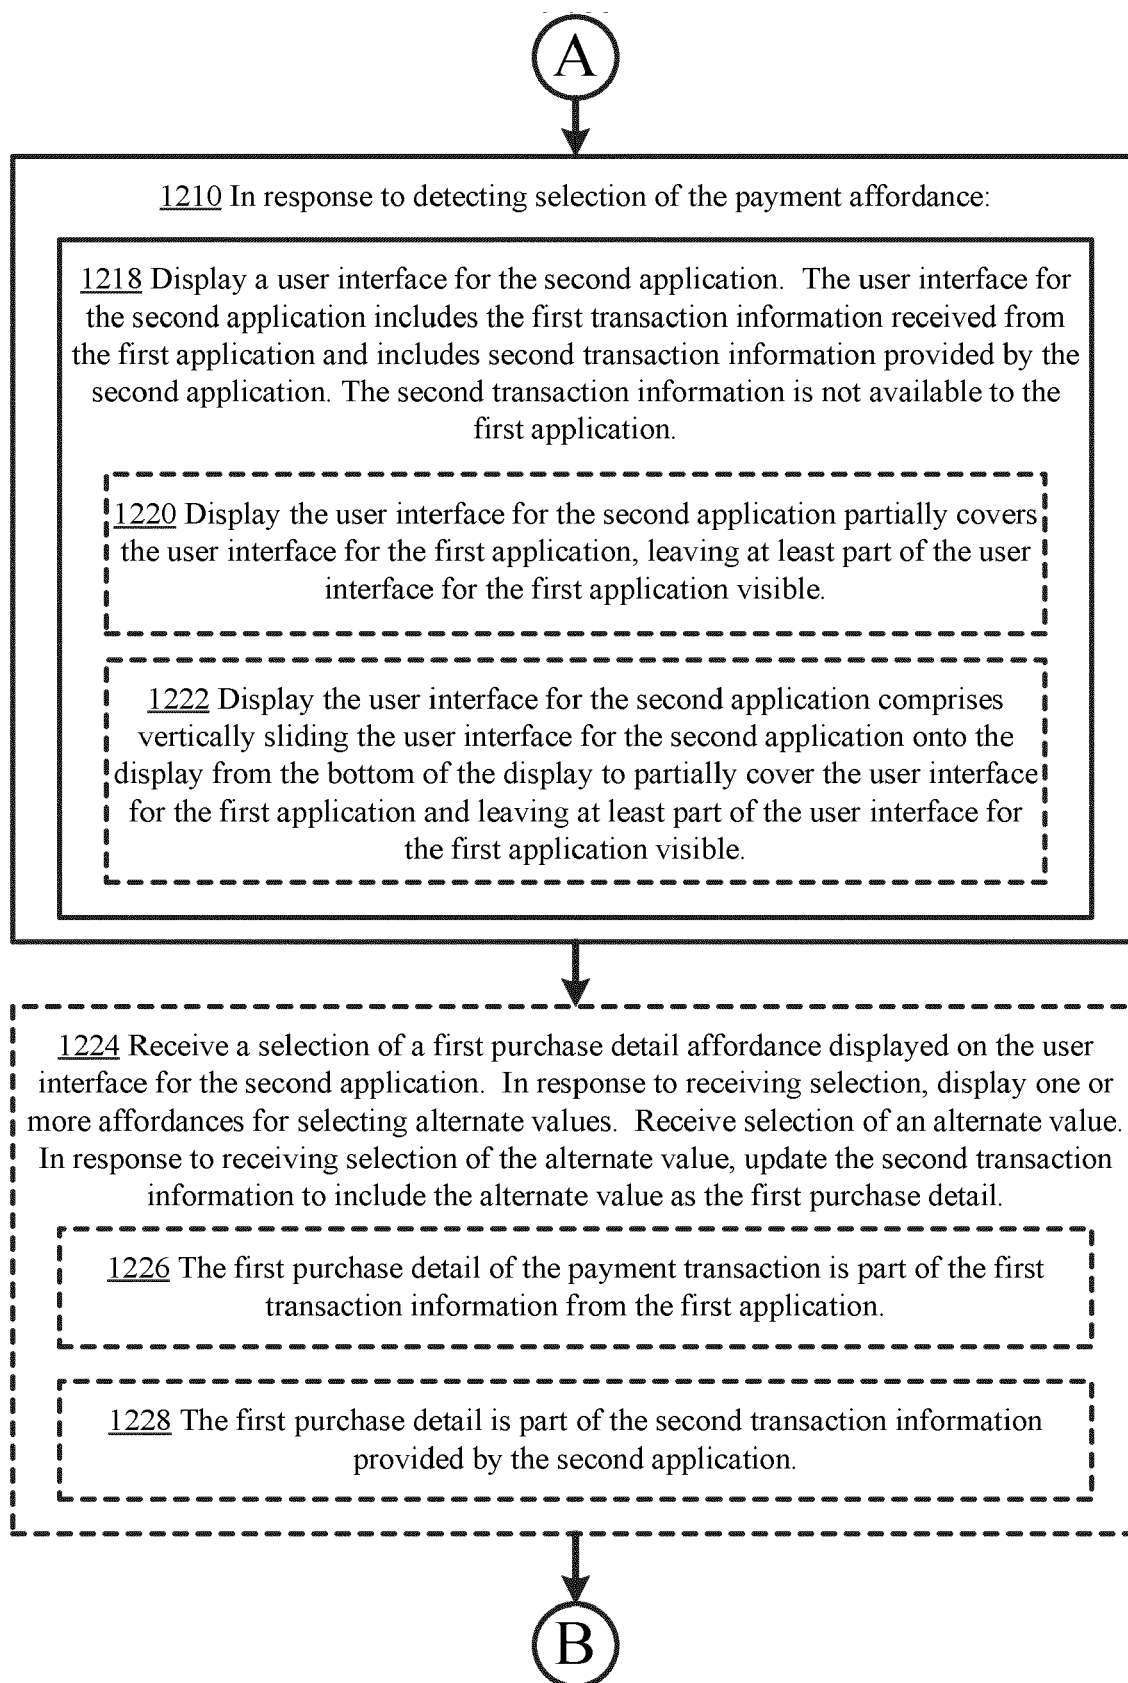 A
1210 In response to detecting selection of the payment affordance:
1218 Display a user interface for the second application. The user interface for
the second application includes the first transaction information received from
the first application and includes second transaction information provided by the
second application. The second transaction information is not available to the
first application.
1220 Display the user interface for the second application partially covers
the user interface for the first application, leaving at least part of the user
interface for the first application visible.
1222 Display the user interface for the second application comprises
vertically sliding the user interface for the second application onto the
display from the bottom of the display to partially cover the user interface
for the first application and leaving at least part of the user interface for
the first application visible.
1224 Receive a selection of a first purchase detail affordance displayed on the user
interface for the second application. In response to receiving selection, display one or
more affordances for selecting alternate values. Receive selection of an alternate value.
In response to receiving selection of the alternate value, update the second transaction
information to include the alternate value as the first purchase detail.
1226 The first purchase detail of the payment transaction is part of the first
transaction information from the first application.
1228 The first purchase detail is part of the second transaction information
provided by the second application.
B